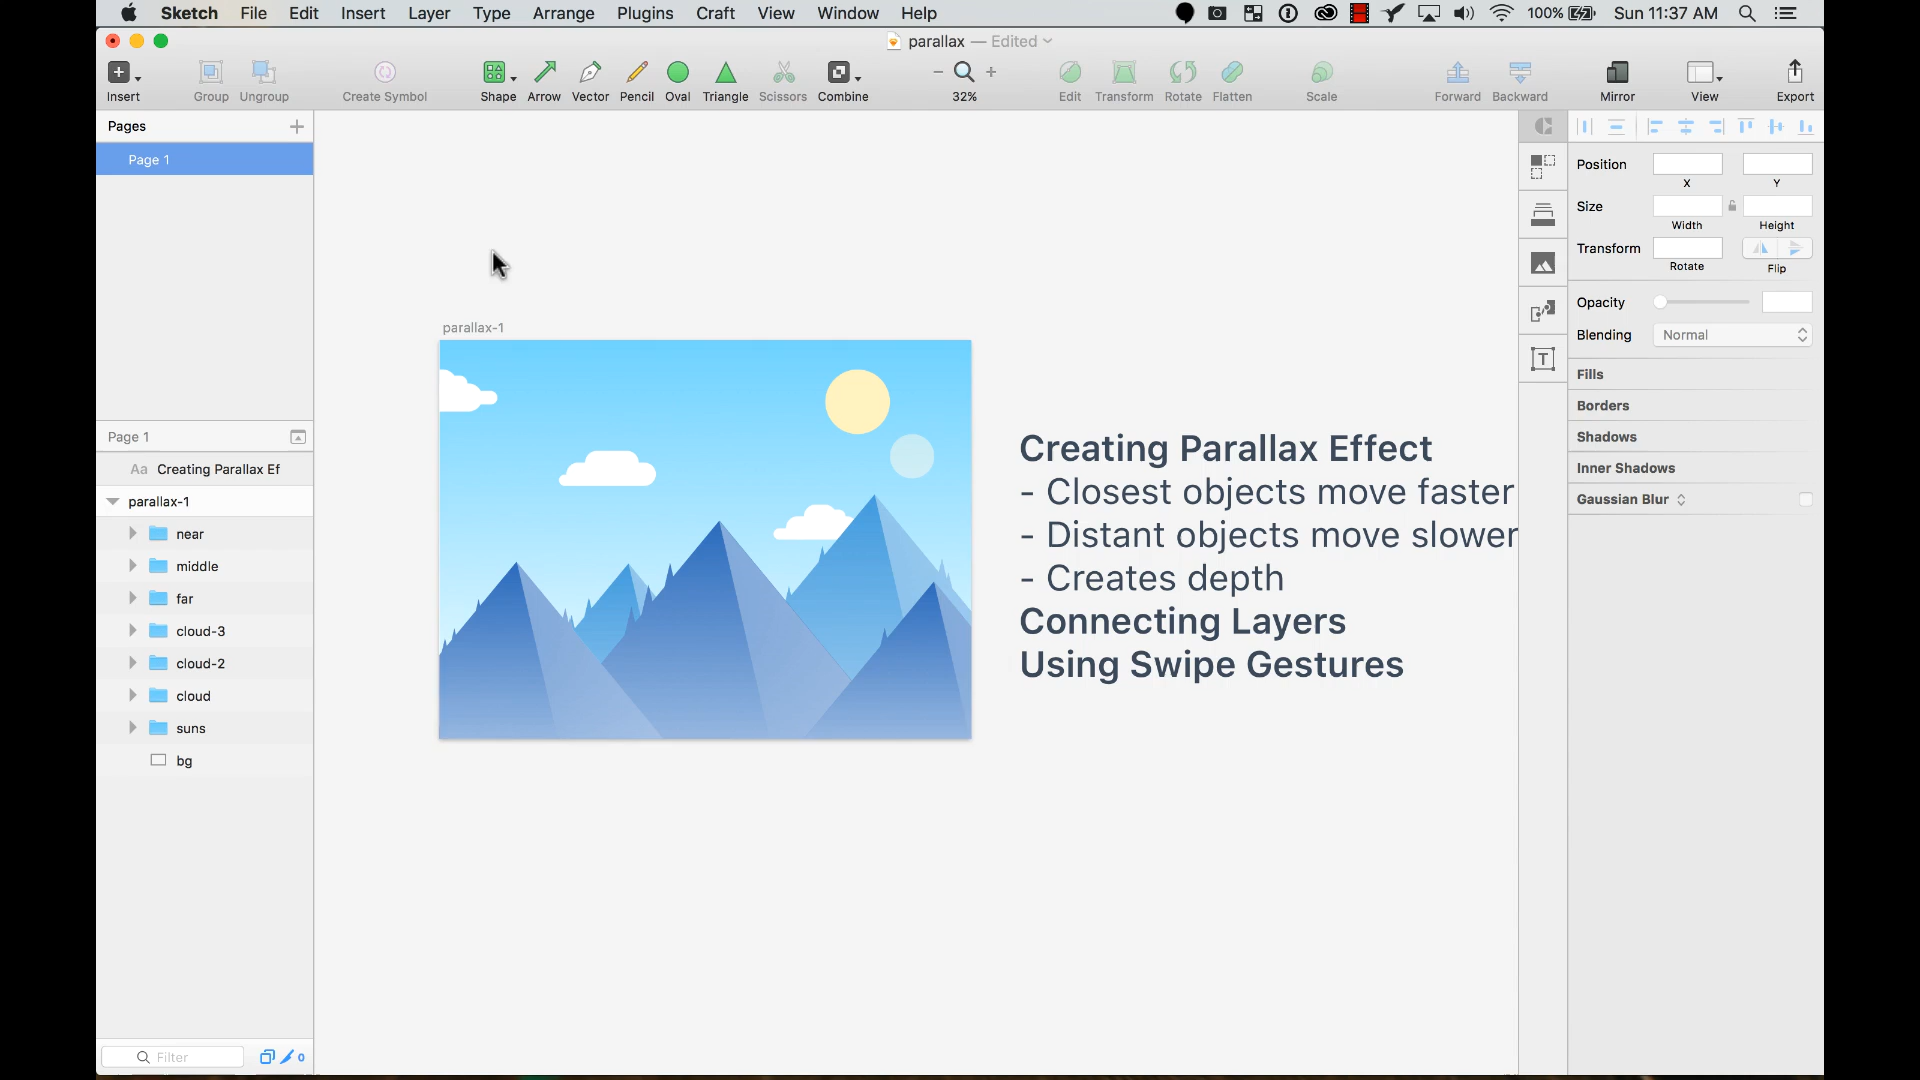 Sketch File Edit Insert Layer Type Arrange Plugins Craft View Window Help 100% Sun 11:37 AM
parallax — Edited
Insert Group Ungroup Create Symbol Shape Arrow Vector Pencil Oval Triangle Scissors Combine 32% Edit Transform Rotate Flatten Scale Forward Backward Mirror View Export
Pages
Page 1
Page 1
Aa Creating Parallax Ef
parallax-1
near
middle
far
cloud-3
cloud-2
cloud
suns
bg
Filter 0
parallax-1
Creating Parallax Effect
- Closest objects move faster
- Distant objects move slower
- Creates depth
Connecting Layers
Using Swipe Gestures
T
Position
X Y
Size
Width Height
Transform
Rotate Flip
Opacity
Blending Normal
Fills
Borders
Shadows
Inner Shadows
Gaussian Blur